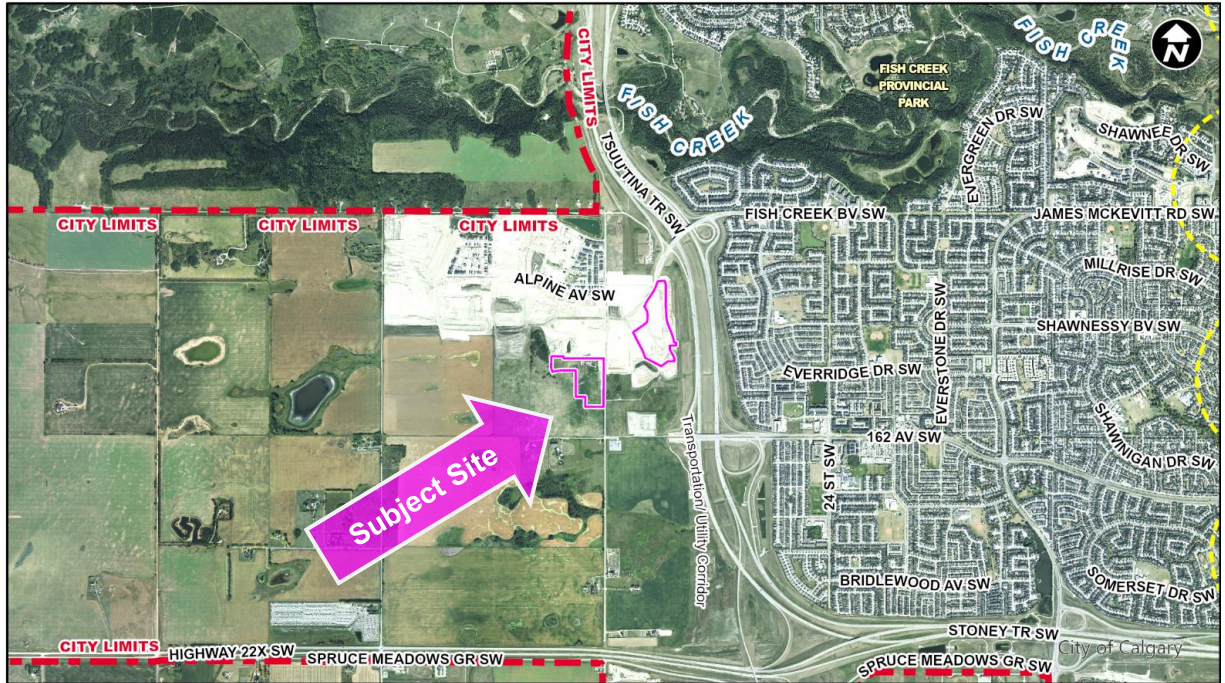 FISH CREEK
N
CITY LIMITS
FISH CREEK
PROVINCIAL
PARK
FISH CREEK
EVERGREEN DR SW
SHAWNEE DR SW
TSUUT'INA TR SW
CITY LIMITS
CITY LIMITS
CITY LIMITS
FISH CREEK BV SW
JAMES MCKEVITT RD SW
ALPINE AV SW
MILLRISE DR SW
SHAWNESSY BV SW
EVERSTONE DR SW
EVERRIDGE DR SW
Subject Site
Transportation/ Utility Corridor
162 AV SW
SHAWINIGAN DR SW
24 ST SW
BRIDLEWOOD AV SW
SOMERSET DR SW
STONEY TR SW
City of Calgary
CITY LIMITS
HIGHWAY 22X SW
SPRUCE MEADOWS GR SW
SPRUCE MEADOWS GR SW